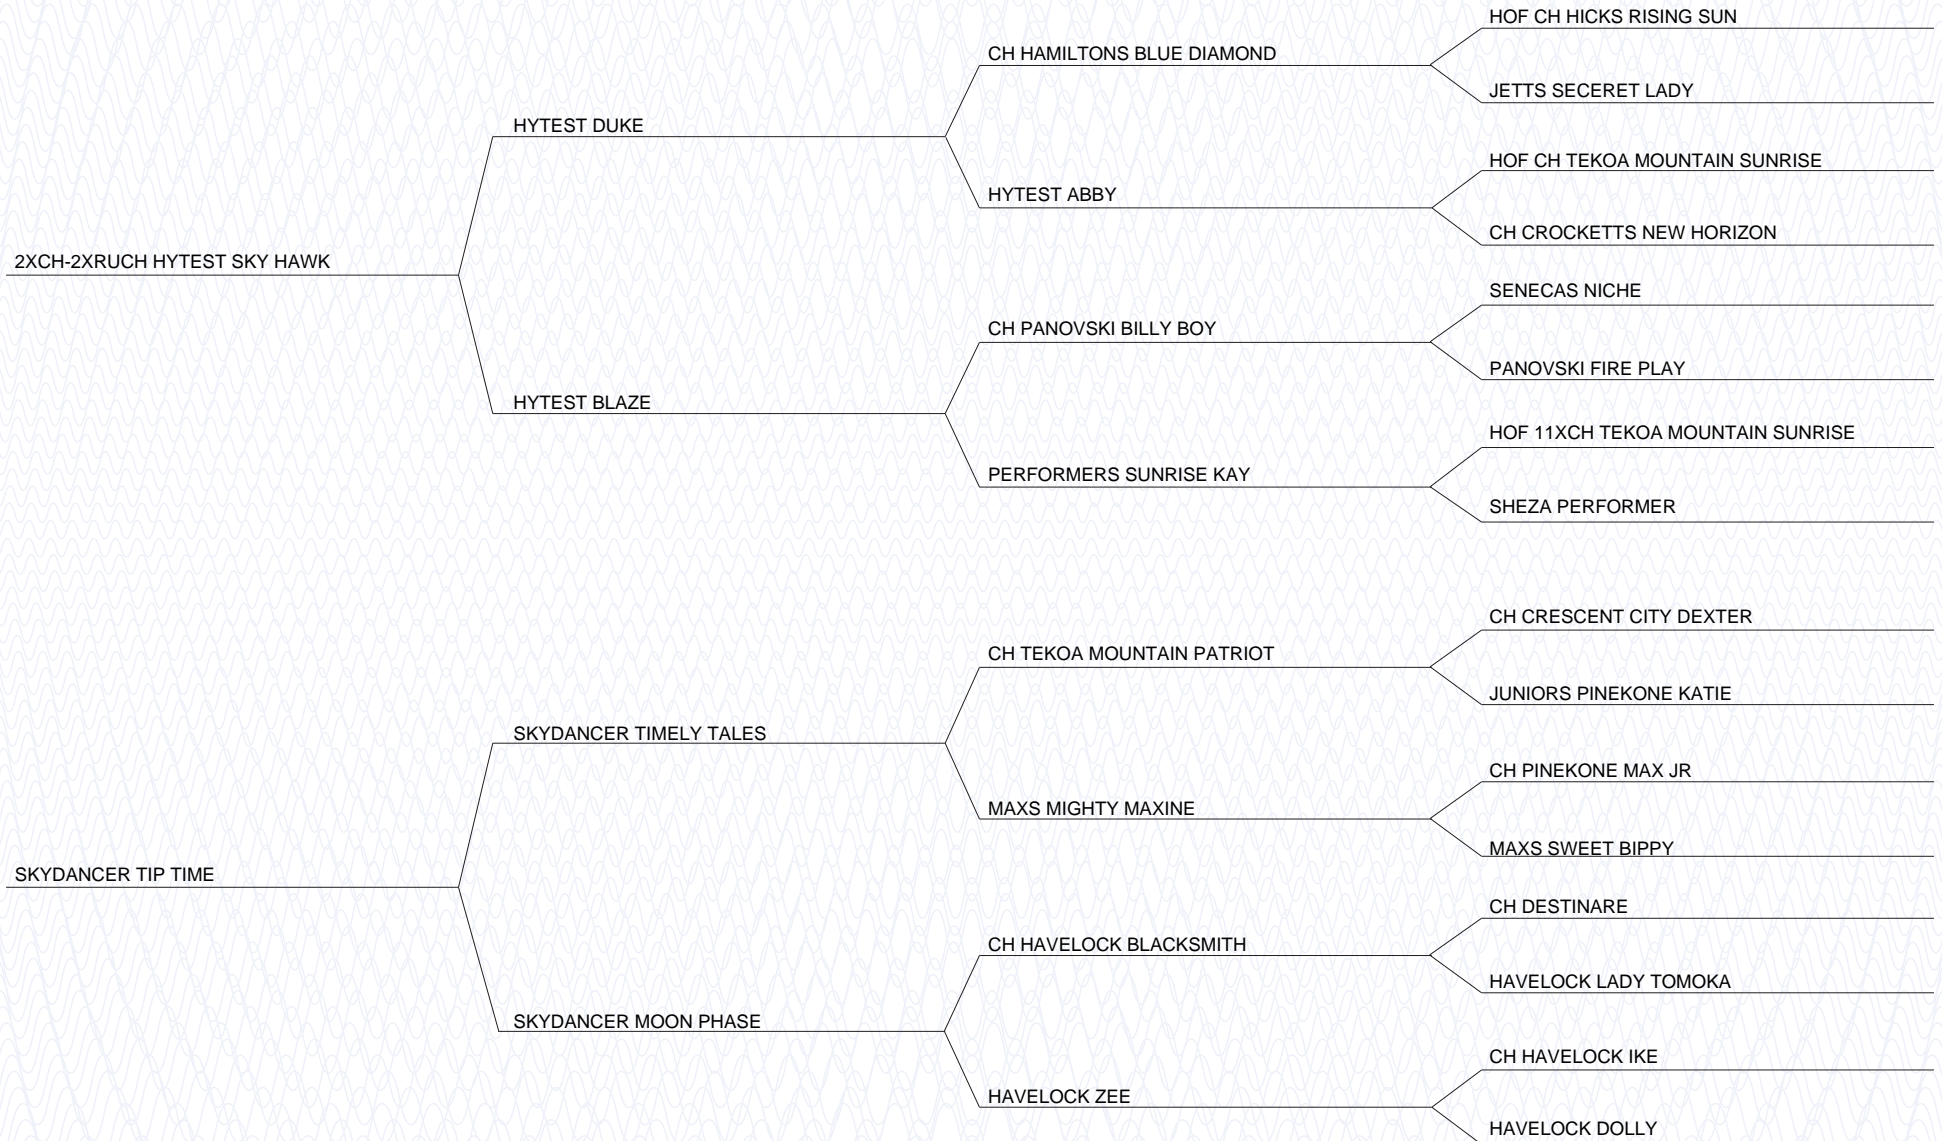 HOF CH HICKS RISING SUN
CH HAMILTONS BLUE DIAMOND
JETTS SECERET LADY
HYTEST DUKE
HOF CH TEKOA MOUNTAIN SUNRISE
HYTEST ABBY
CH CROCKETTS NEW HORIZON
2XCH-2XRUCH HYTEST SKY HAWK
SENECAS NICHE
CH PANOVSKI BILLY BOY
PANOVSKI FIRE PLAY
HYTEST BLAZE
HOF 11XCH TEKOA MOUNTAIN SUNRISE
PERFORMERS SUNRISE KAY
SHEZA PERFORMER
CH CRESCENT CITY DEXTER
CH TEKOA MOUNTAIN PATRIOT
JUNIORS PINEKONE KATIE
SKYDANCER TIMELY TALES
CH PINEKONE MAX JR
MAXS MIGHTY MAXINE
MAXS SWEET BIPPY
SKYDANCER TIP TIME
CH DESTINARE
CH HAVELOCK BLACKSMITH
HAVELOCK LADY TOMOKA
SKYDANCER MOON PHASE
CH HAVELOCK IKE
HAVELOCK ZEE
HAVELOCK DOLLY